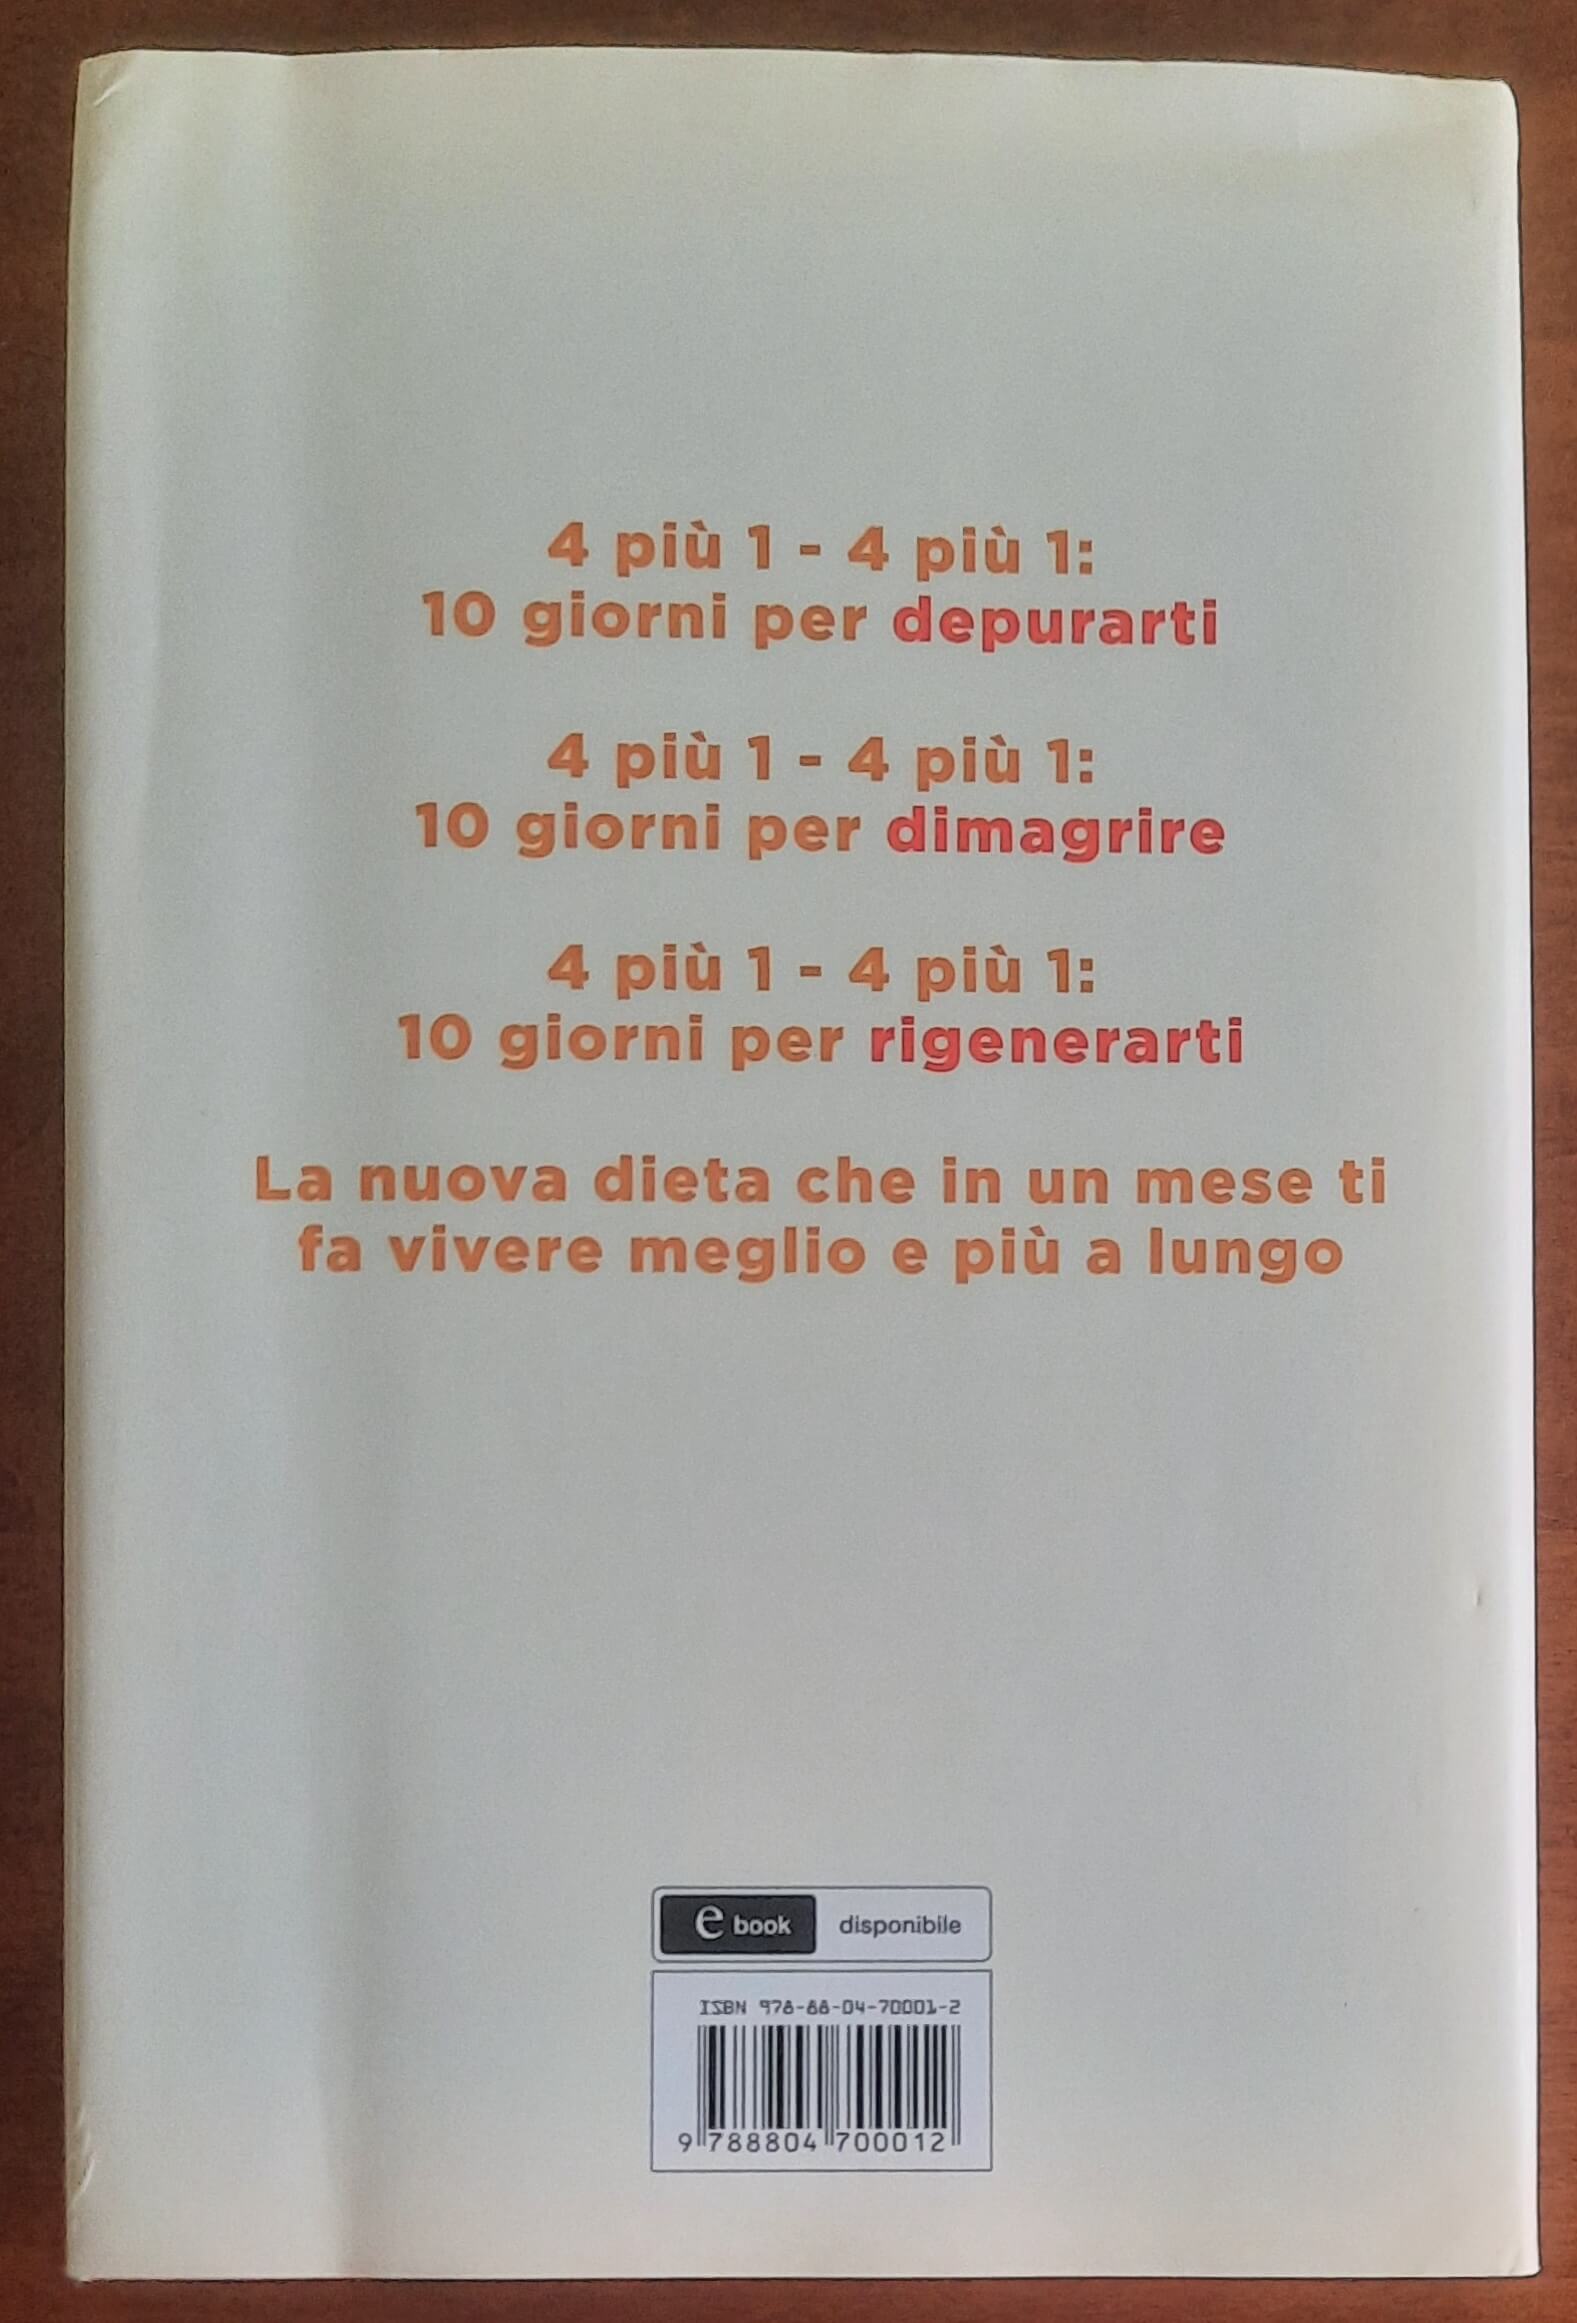 4 più 1 - 4 più 1:
10 giorni per depurarti
4 più 1 - 4 più 1:
10 giorni per dimagrire
4 più 1 - 4 più 1:
10 giorni per rigenerarti
La nuova dieta che in un mese ti
fa vivere meglio e più a lungo
e book disponibile
ISBN 978-88-04-70001-2
9 788804 700012